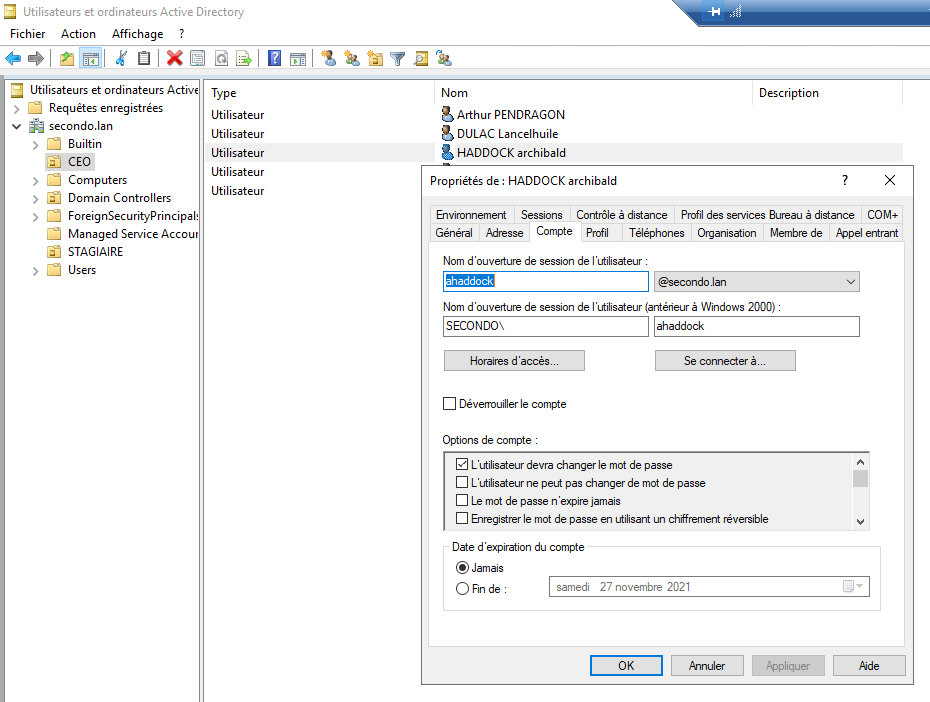 Utilisateurs et ordinateurs Active Directory
Fichier Action Affichage ?
Utilisateurs et ordinateurs Active
Requêtes enregistrées
secondo.lan
Builtin
CEO
Computers
Domain Controllers
ForeignSecurityPrincipals
Managed Service Accour
STAGIAIRE
Users
Type Nom Description
Utilisateur Arthur PENDRAGON
Utilisateur DULAC Lancelhuile
Utilisateur HADDOCK archibald
Utilisateur
Utilisateur
Propriétés de : HADDOCK archibald ?
Environnement Sessions Contrôle à distance Profil des services Bureau à distance COM+
Général Adresse Compte Profil Téléphones Organisation Membre de Appel entrant
Nom d'ouverture de session de l'utilisateur :
ahaddock @secondo.lan
Nom d'ouverture de session de l'utilisateur (antérieur à Windows 2000) :
SECONDO\ ahaddock
Horaires d'accès... Se connecter à...
Déverrouiller le compte
Options de compte :
L'utilisateur devra changer le mot de passe
L'utilisateur ne peut pas changer de mot de passe
Le mot de passe n'expire jamais
Enregistrer le mot de passe en utilisant un chiffrement réversible
Date d'expiration du compte
Jamais
Fin de : samedi 27 novembre 2021
OK Annuler Appliquer Aide